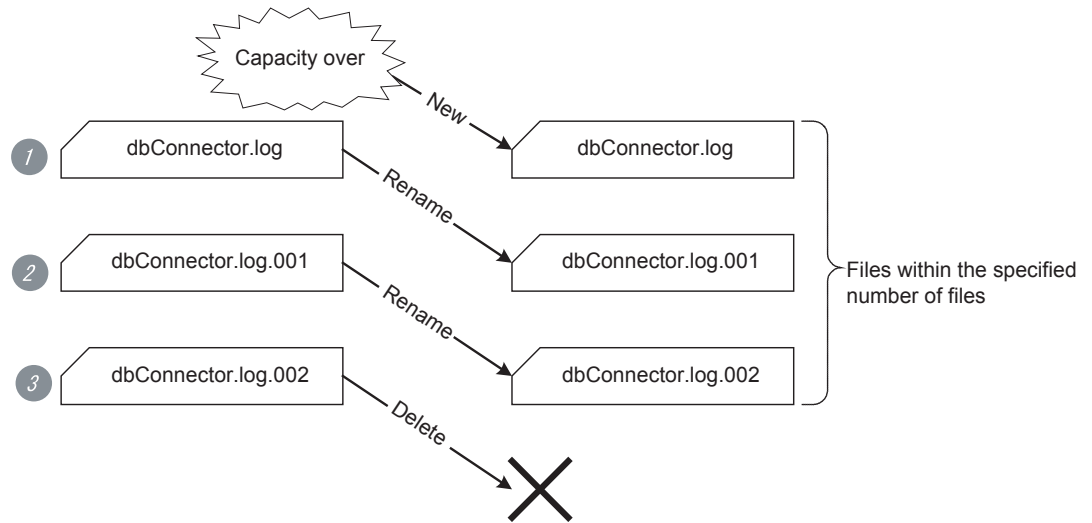 Capacity over
New
1
dbConnector.log
dbConnector.log
Rename
2
dbConnector.log.001
dbConnector.log.001
Files within the specified
number of files
Rename
3
dbConnector.log.002
dbConnector.log.002
Delete